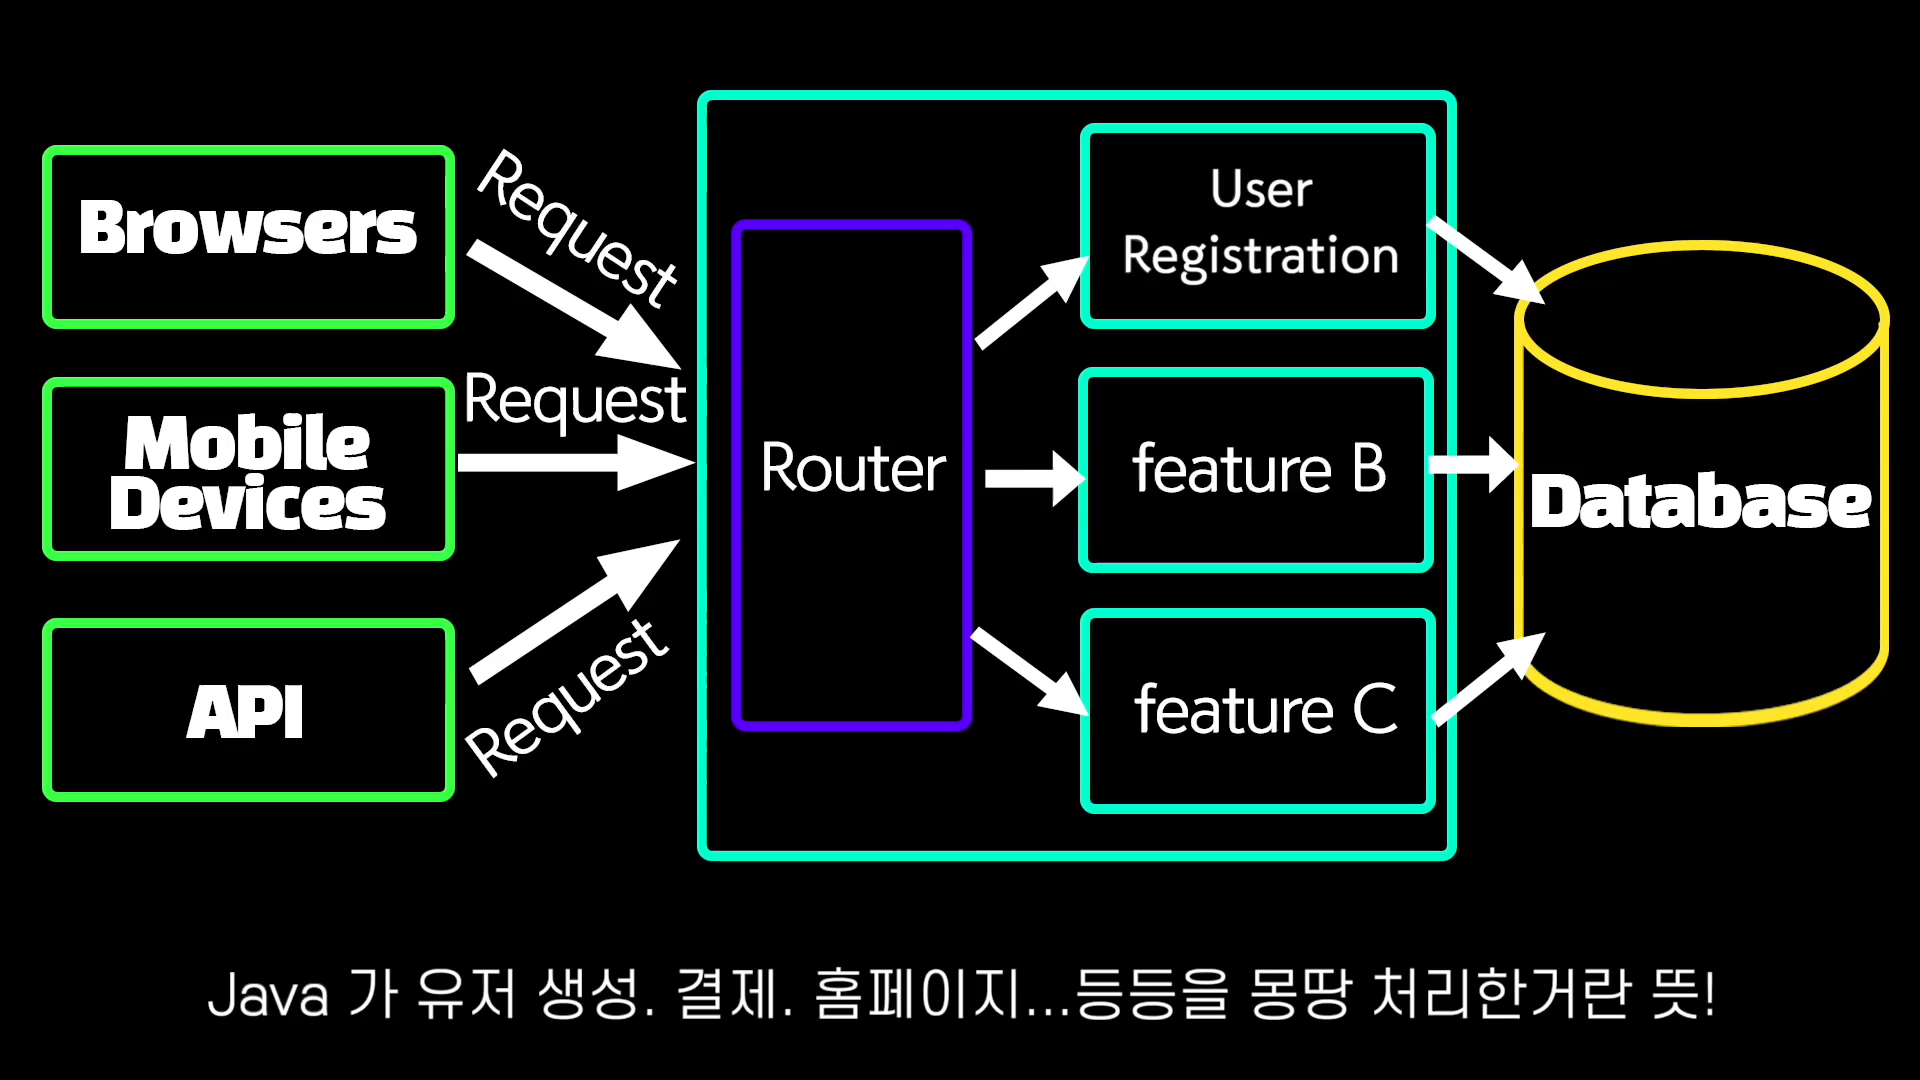 Browsers
Request
Mobile
Devices
Request
API
Request
Router
User
Registration
feature B
feature C
Database
Java 가 유저 생성. 결제. 홈페이지...등등을 몽땅 처리한거란 뜻!